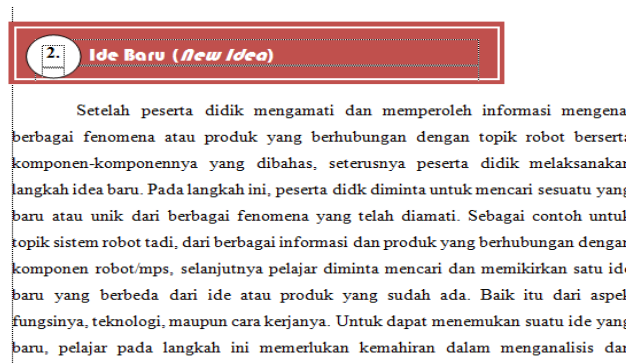 2. Ide Baru (New Idea)
Setelah peserta didik mengamati dan memperoleh informasi mengena
berbagai fenomena atau produk yang berhubungan dengan topik robot berserta
komponen-komponennya yang dibahas, seterusnya peserta didik melaksanakan
langkah idea baru. Pada langkah ini, peserta didk diminta untuk mencari sesuatu yang
baru atau unik dari berbagai fenomena yang telah diamati. Sebagai contoh untuk
topik sistem robot tadi, dari berbagai informasi dan produk yang berhubungan dengan
komponen robot/mps, selanjutnya pelajar diminta mencari dan memikirkan satu ide
baru yang berbeda dari ide atau produk yang sudah ada. Baik itu dari aspek
fungsinya, teknologi, maupun cara kerjanya. Untuk dapat menemukan suatu ide yang
baru, pelajar pada langkah ini memerlukan kemahiran dalam menganalisis dan